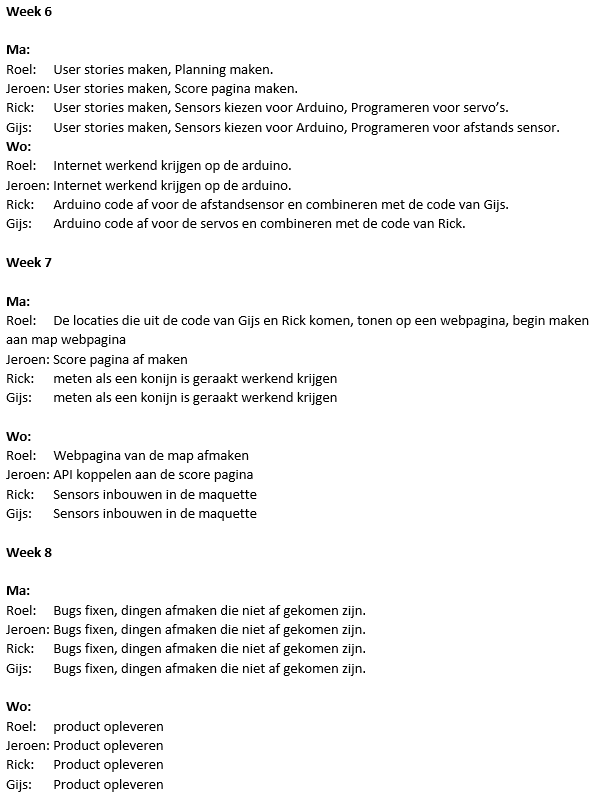 Week 6
Ma:
Roel: User stories maken, Planning maken.
Jeroen: User stories maken, Score pagina maken.
Rick: User stories maken, Sensors kiezen voor Arduino, Programeren voor servo’s.
Gijs: User stories maken, Sensors kiezen voor Arduino, Programeren voor afstands sensor.
Wo:
Roel: Internet werkend krijgen op de arduino.
Jeroen: Internet werkend krijgen op de arduino.
Rick: Arduino code af voor de afstandsensor en combineren met de code van Gijs.
Gijs: Arduino code af voor de servos en combineren met de code van Rick.
Week 7
Ma:
Roel: De locaties die uit de code van Gijs en Rick komen, tonen op een webpagina, begin maken
aan map webpagina
Jeroen: Score pagina af maken
Rick: meten als een konijn is geraakt werkend krijgen
Gijs: meten als een konijn is geraakt werkend krijgen
Wo:
Roel: Webpagina van de map afmaken
Jeroen: API koppelen aan de score pagina
Rick: Sensors inbouwen in de maquette
Gijs: Sensors inbouwen in de maquette
Week 8
Ma:
Roel: Bugs fixen, dingen afmaken die niet af gekomen zijn.
Jeroen: Bugs fixen, dingen afmaken die niet af gekomen zijn.
Rick: Bugs fixen, dingen afmaken die niet af gekomen zijn.
Gijs: Bugs fixen, dingen afmaken die niet af gekomen zijn.
Wo:
Roel: product opleveren
Jeroen: Product opleveren
Rick: Product opleveren
Gijs: Product opleveren